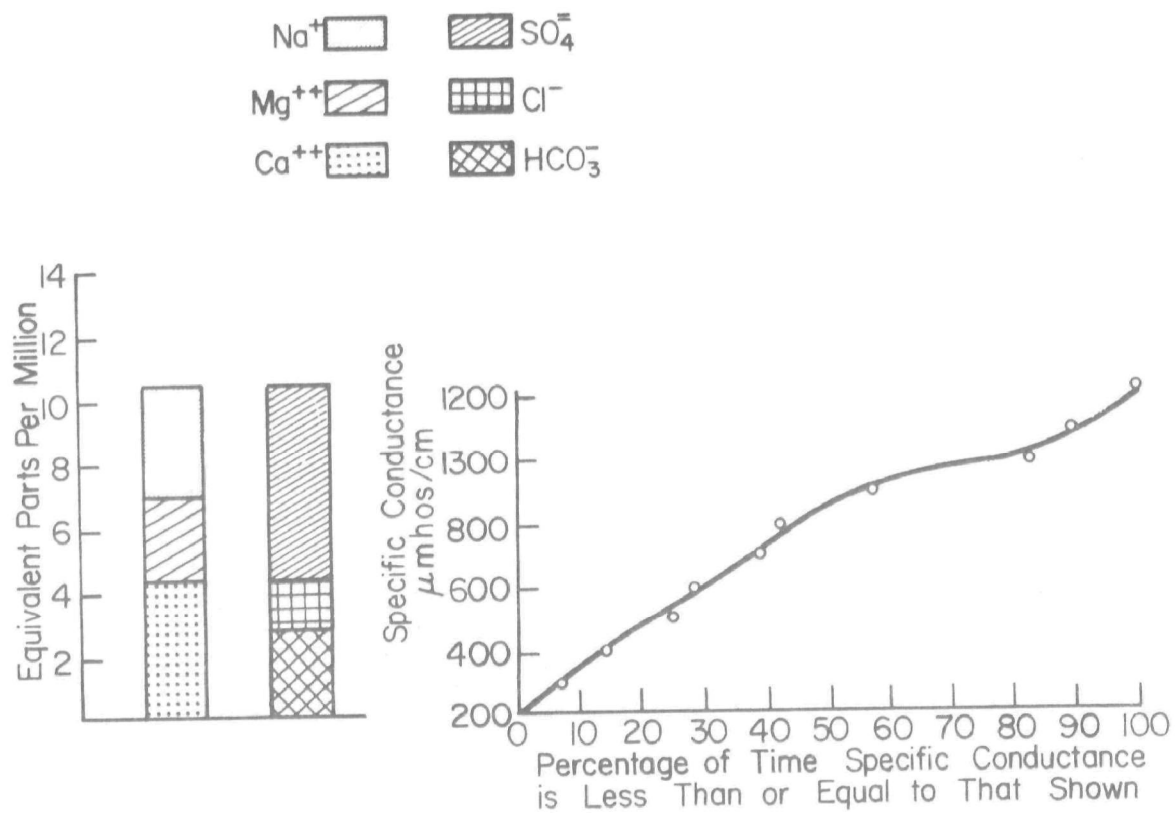 Na⁺ SO₄⁼
Mg⁺⁺ Cl⁻
Ca⁺⁺ HCO₃⁻
Equivalent Parts Per Million
14
12
10
8
6
4
2
Specific Conductance
μmhos/cm
1200
1300
800
600
400
200
0 10 20 30 40 50 60 70 80 90 100
Percentage of Time Specific Conductance
is Less Than or Equal to That Shown